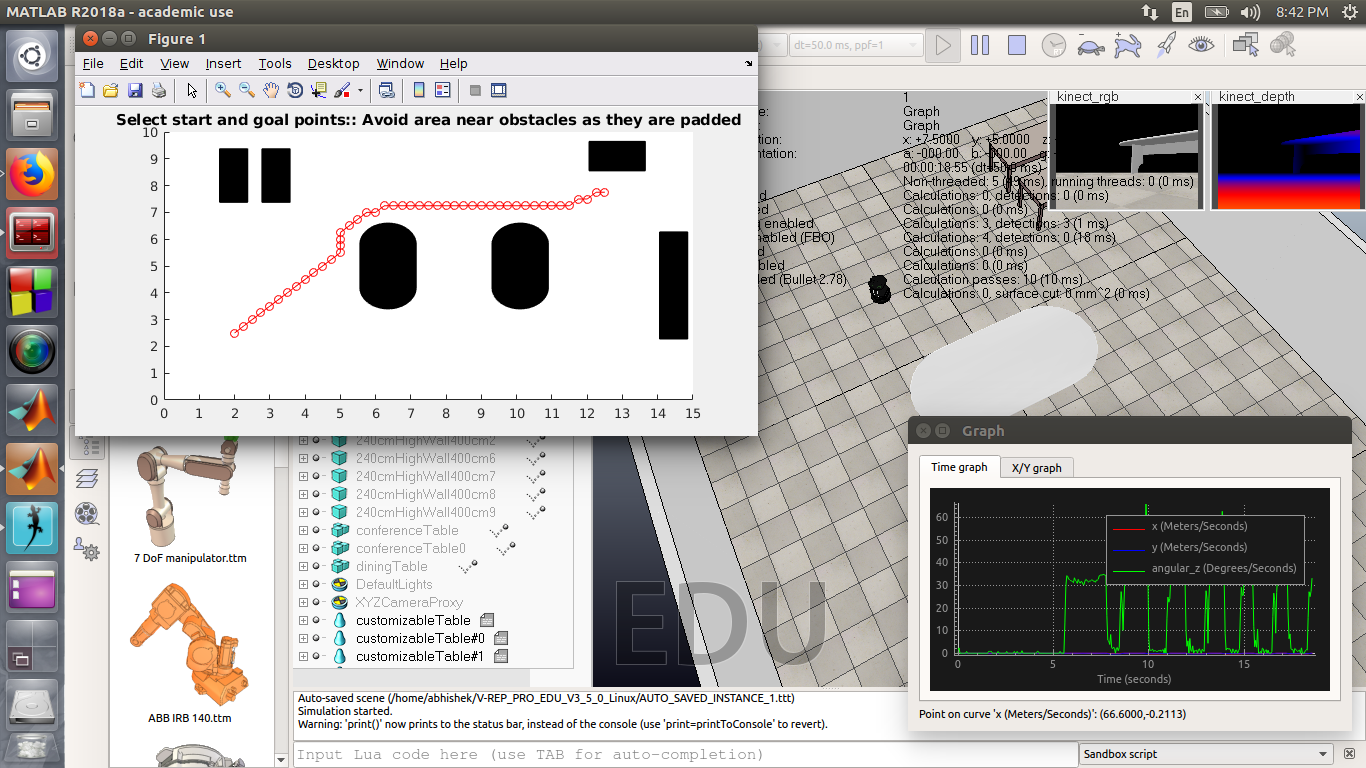 MATLAB R2018a - academic use
En
8:42 PM
Figure 1
File Edit View Insert Tools Desktop Window Help
dt=50.0 ms, ppf=1
Select start and goal points:: Avoid area near obstacles as they are padded
10
9
8
7
6
5
4
3
2
1
0
0 1 2 3 4 5 6 7 8 9 10 11 12 13 14 15
1
Graph
Graph
x: +7.5000 y: +5.0000 z:
a: -000.00 b: -000.00 g:
00:00:18.55 (dt=50.0 ms)
Non-threaded: 5 (49 ms), running threads: 0 (0 ms)
Calculations: 0, detections: 0 (0 ms)
Calculations: 0 (0 ms)
enabled
Calculations: 3, detections: 3 (1 ms)
(FBO)
Calculations: 4, detections: 0 (18 ms)
Calculations: 0 (0 ms)
Calculations: 0 (0 ms)
(Bullet 2.78)
Calculation passes: 10 (10 ms)
Calculations: 0, surface cut: 0 mm^2 (0 ms)
kinect_rgb
kinect_depth
7 DoF manipulator.ttm
ABB IRB 140.ttm
240cmHighWall400cm2
240cmHighWall400cm6
240cmHighWall400cm7
240cmHighWall400cm8
240cmHighWall400cm9
conferenceTable
conferenceTable0
diningTable
DefaultLights
XYZCameraProxy
customizableTable
customizableTable#0
customizableTable#1
EDU
Graph
Time graph X/Y graph
60
50
40
30
20
10
0
x (Meters/Seconds)
y (Meters/Seconds)
angular_z (Degrees/Seconds)
0 5 10 15
Time (seconds)
Point on curve 'x (Meters/Seconds)': (66.6000,-0.2113)
Auto-saved scene (/home/abhishek/V-REP_PRO_EDU_V3_5_0_Linux/AUTO_SAVED_INSTANCE_1.ttt)
Simulation started.
Warning: 'print()' now prints to the status bar, instead of the console (use 'print=printToConsole' to revert).
Input Lua code here (use TAB for auto-completion)
Sandbox script